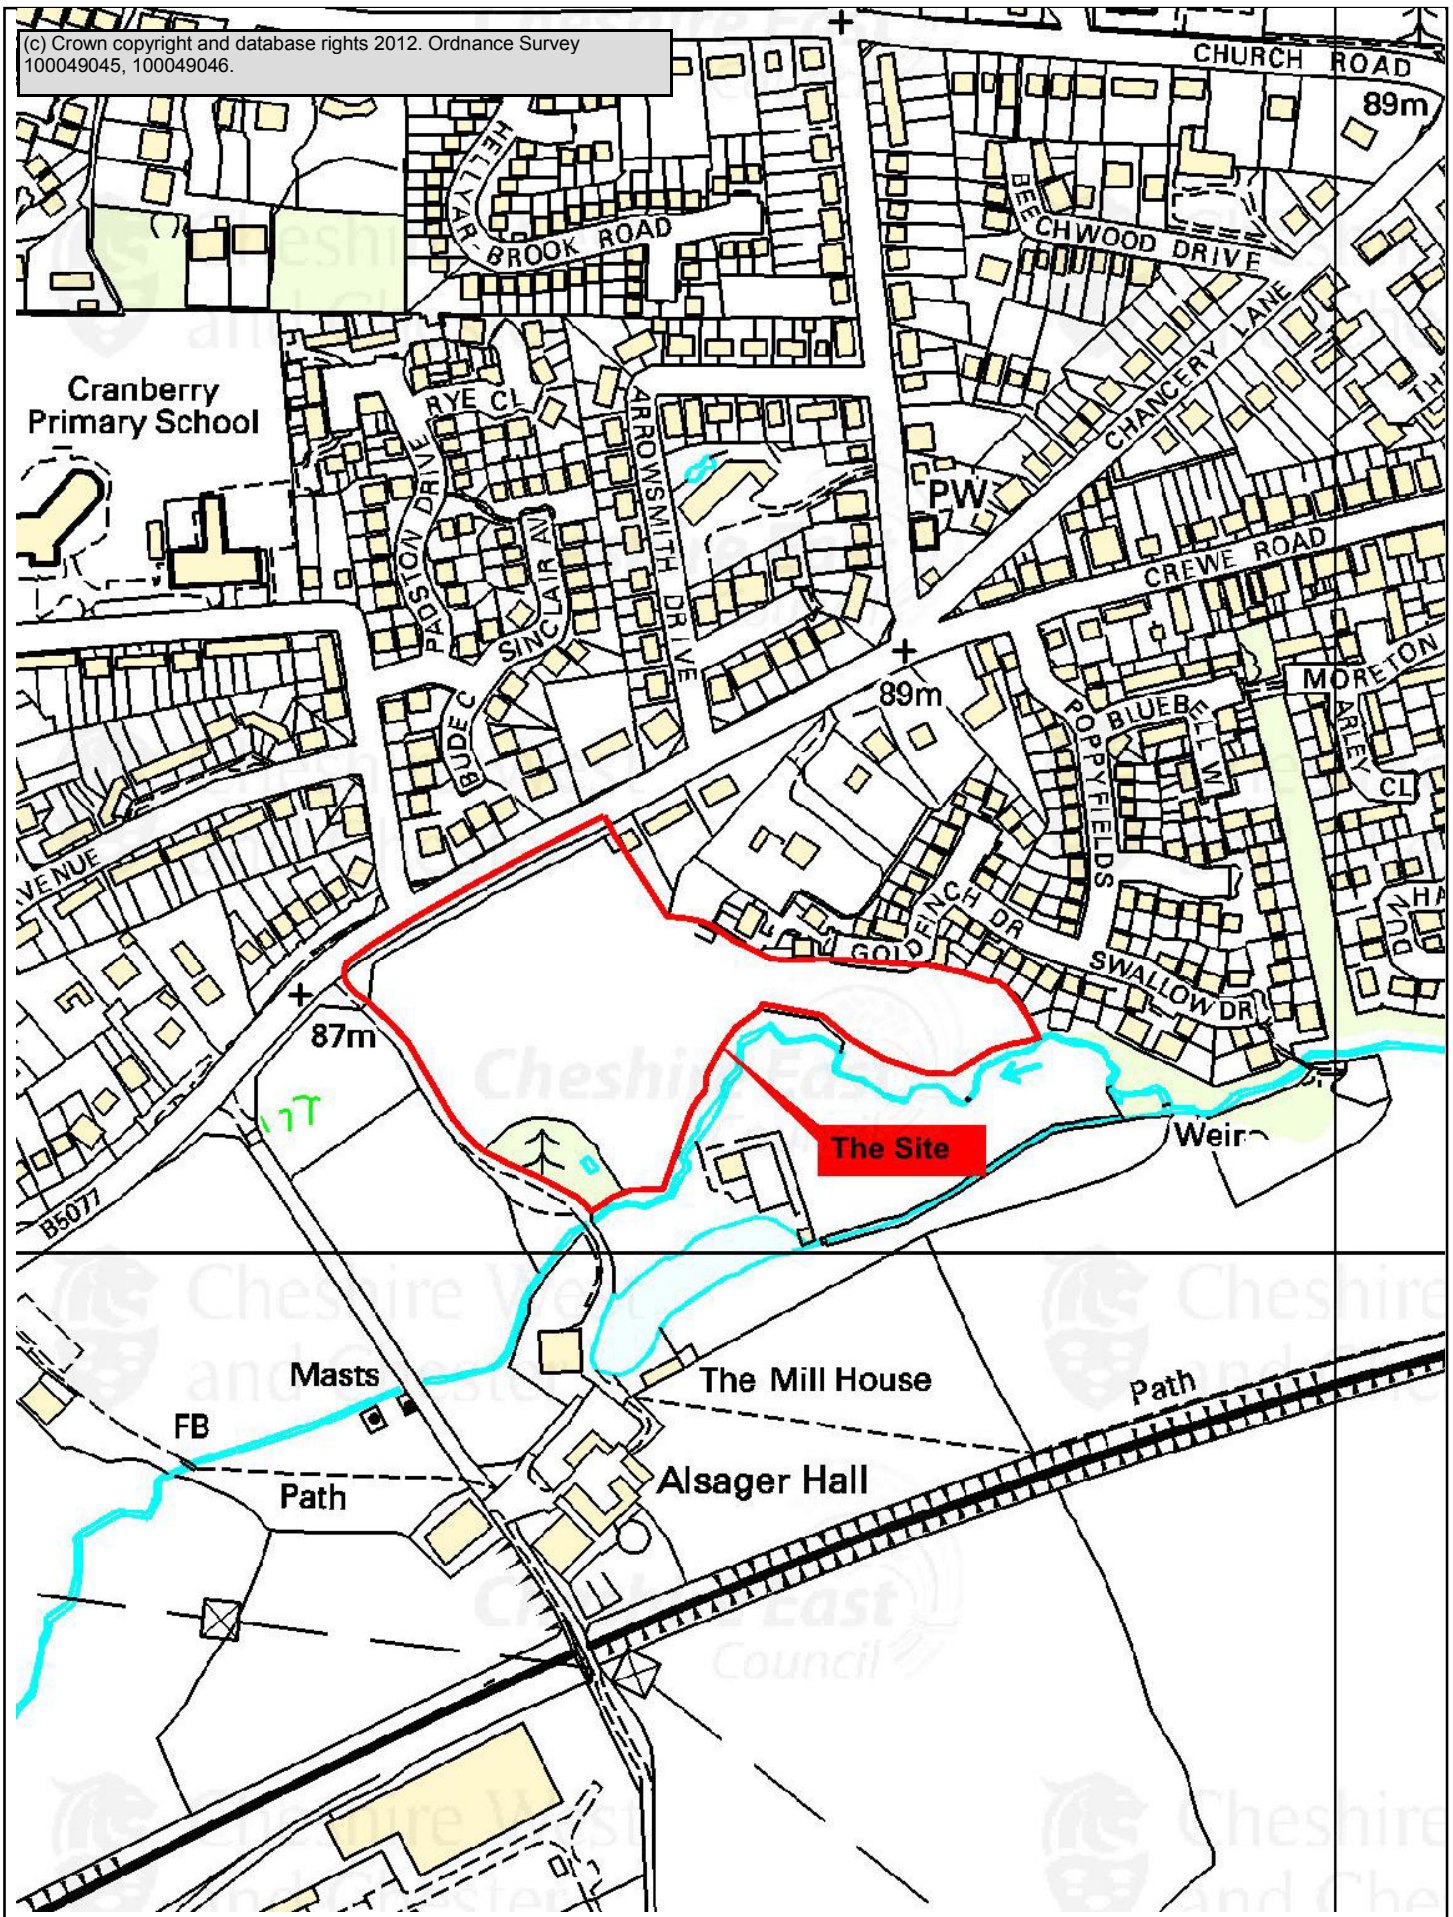 (c) Crown copyright and database rights 2012. Ordnance Survey
100049045, 100049046.
CHURCH ROAD
89m
HELLYAR-BROOK ROAD
BEECHWOOD DRIVE
CHANCERY LANE
Cranberry
Primary School
RYE CL
ARROWSMITH DRIVE
PADSTON DRIVE
SINCLAIR AV
BUDE C
PW
CREWE ROAD
MORETON
89m
POPPYFIELDS
BLUEBELL W
ARLEY CL
VENUE
GOLDFINCH DR
SWALLOW DR
DUN
HA
87m
The Site
Weir
B5077
Masts
The Mill House
Path
FB
Path
Alsager Hall
Cheshire East
Council
Cheshire West
and Chester